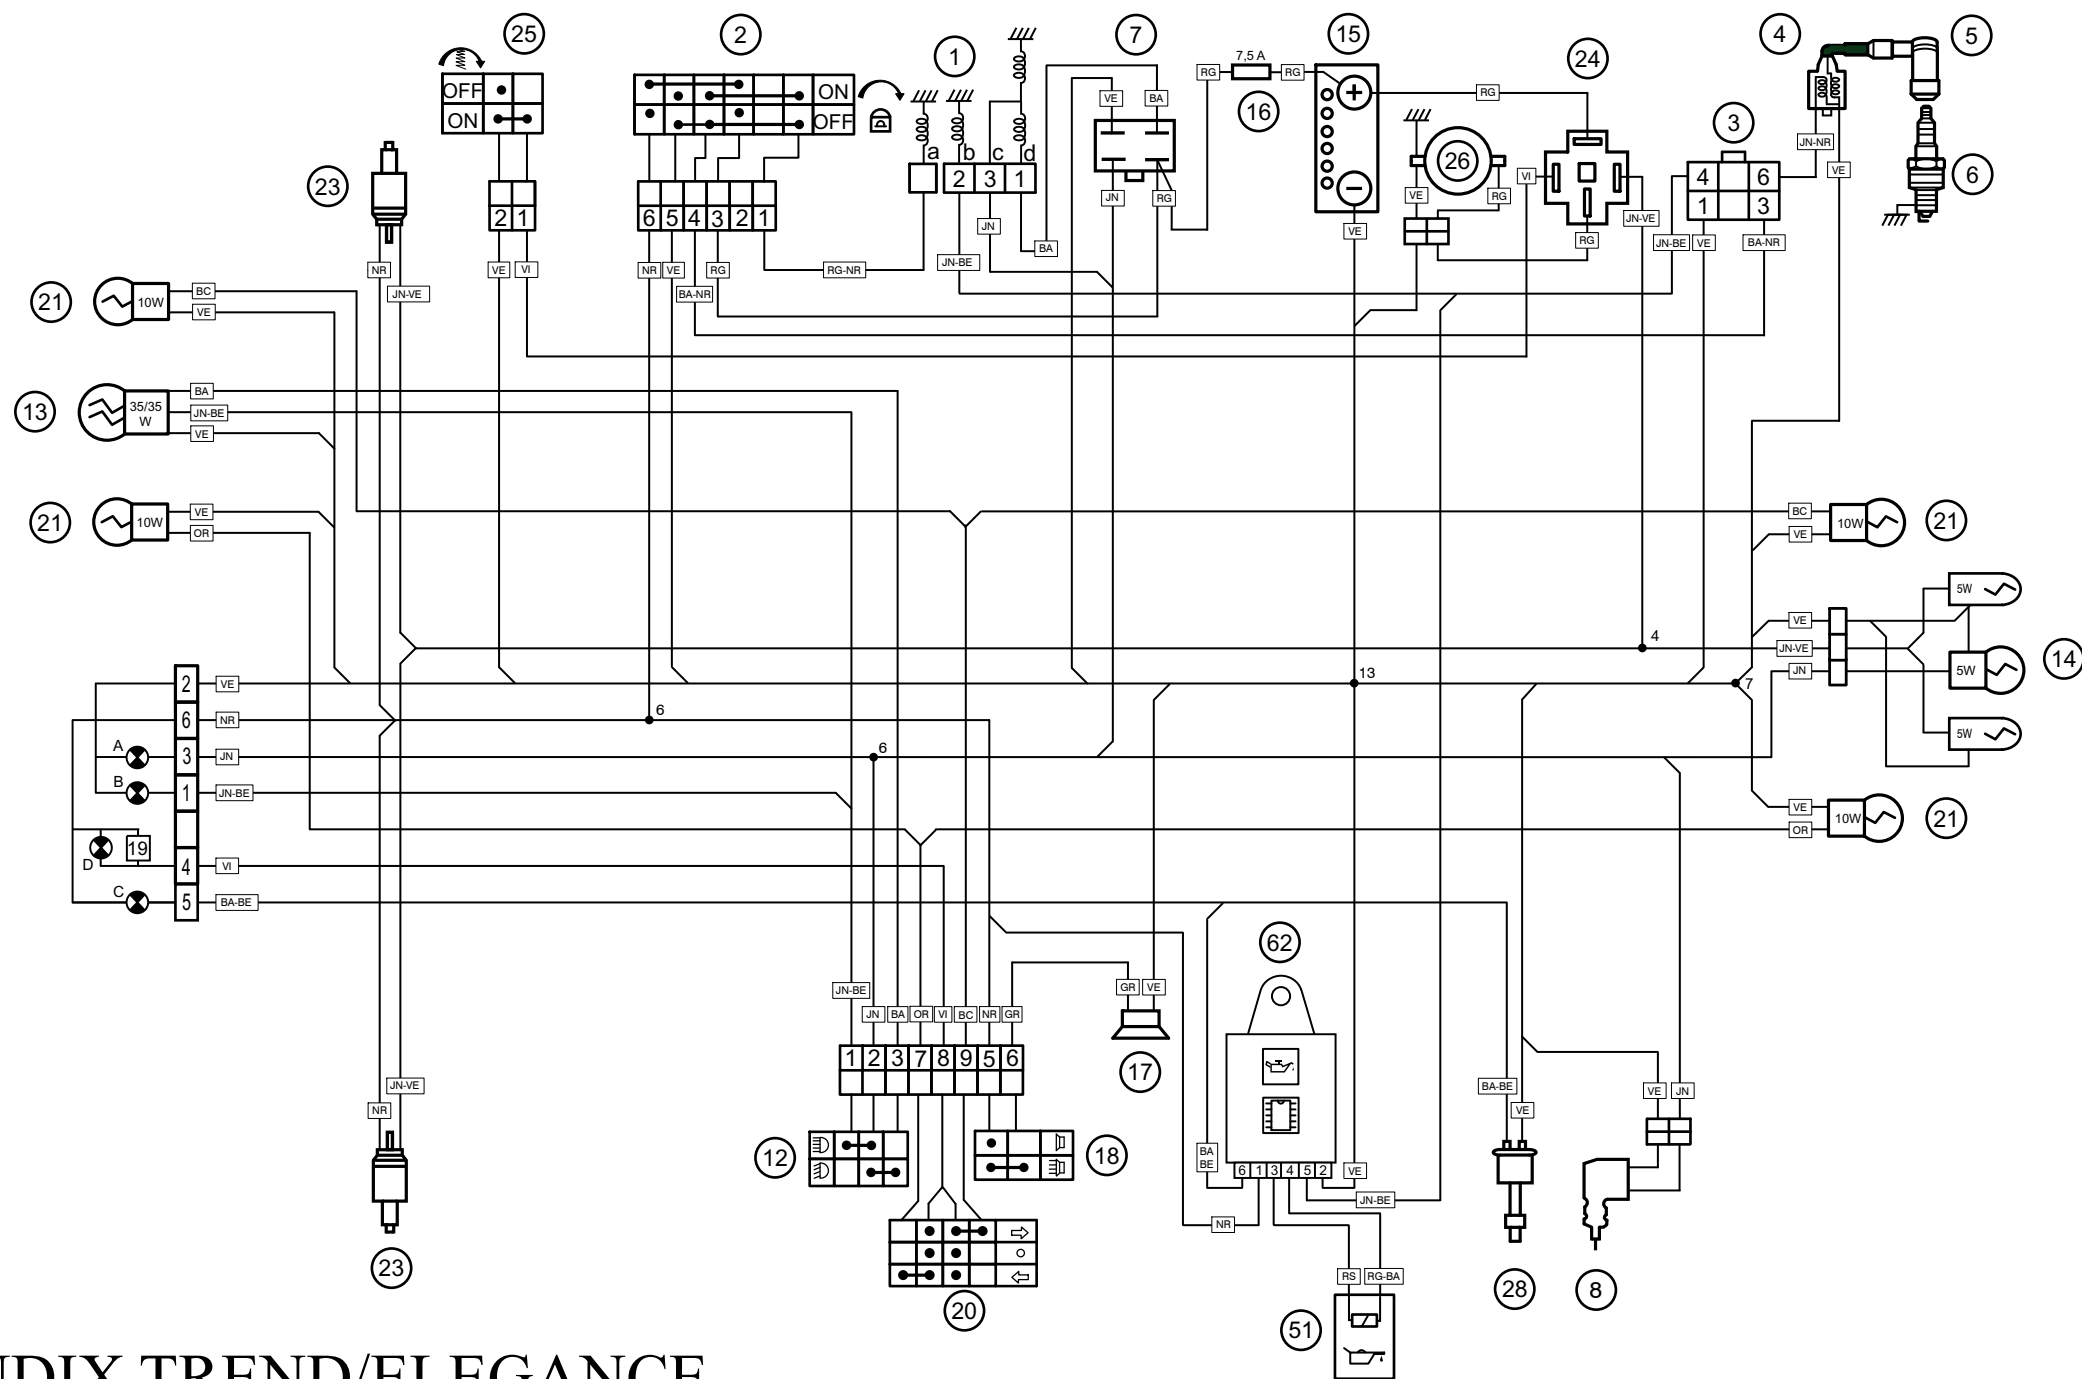 25 2 1 7 15 24 4 5
7,5 A
OFF ON
ON OFF
RG RG
VE BA
RG
16
3
26
23
a b c d
2 3 1
JN-NR
VE
6
4 6
1 3
VI
VE RG
JN RG
JN-VE
2 1
6 5 4 3 2 1
VE
RG
JN-BE VE BA-NR
JN
BA
NR
VE VI
NR VE RG
RG-NR
JN-BE
JN-VE
BA-NR
21 10W BC
VE
13 35/35 W BA
JN-BE
VE
21 10W VE
OR
BC
10W 21
VE
5W
VE
4
JN-VE
14
JN 5W
5W
2 VE
13
7
6 NR
6
A 3 JN
6
B 1 JN-BE
D 19
4 VI
C 5 BA-BE
VE
10W 21
OR
62
JN-BE
GR VE
JN BA OR VI BC NR GR
1 2 3 7 8 9 5 6
17
JN-VE
NR
BA-BE
VE
VE JN
12
18
BA
BE
6 1 3 4 5 2
VE
JN-BE
NR
23
20
RS RG-BA
51
28
8
NDIX TREND/ELEGANCE